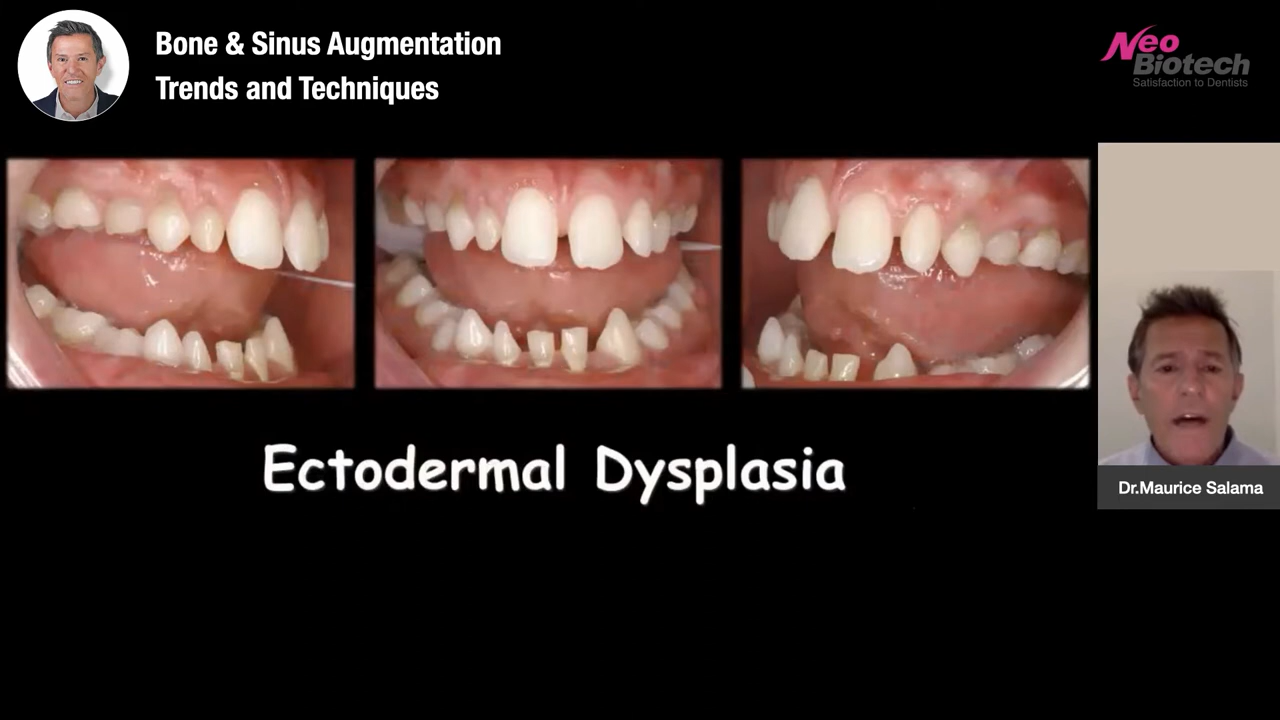 Bone & Sinus Augmentation
Trends and Techniques
Neo
Biotech
Satisfaction to Dentists
Ectodermal Dysplasia
Dr.Maurice Salama